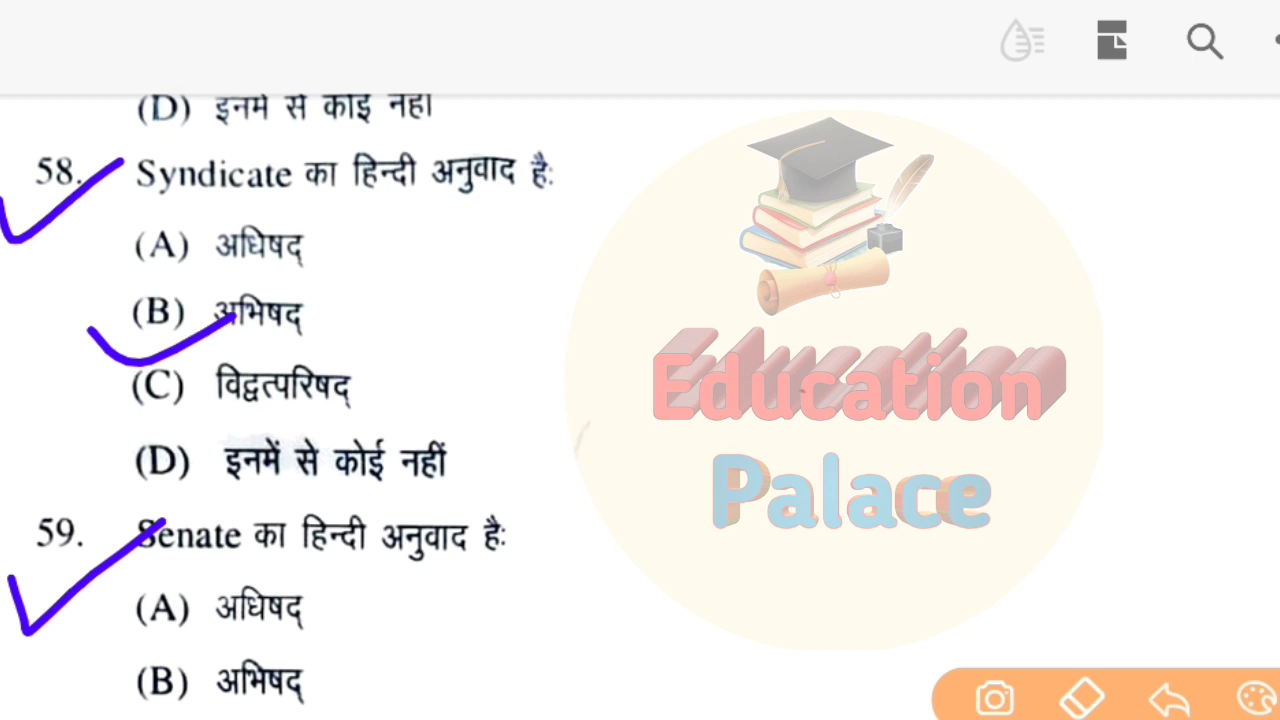 (D) इनमें से कोई नहीं
58. Syndicate का हिन्दी अनुवाद है:
(A) अधिषद्
(B) अभिषद्
(C) विद्वत्परिषद्
(D) इनमें से कोई नहीं
59. Senate का हिन्दी अनुवाद है:
(A) अधिषद्
(B) अभिषद्
Education
Palace